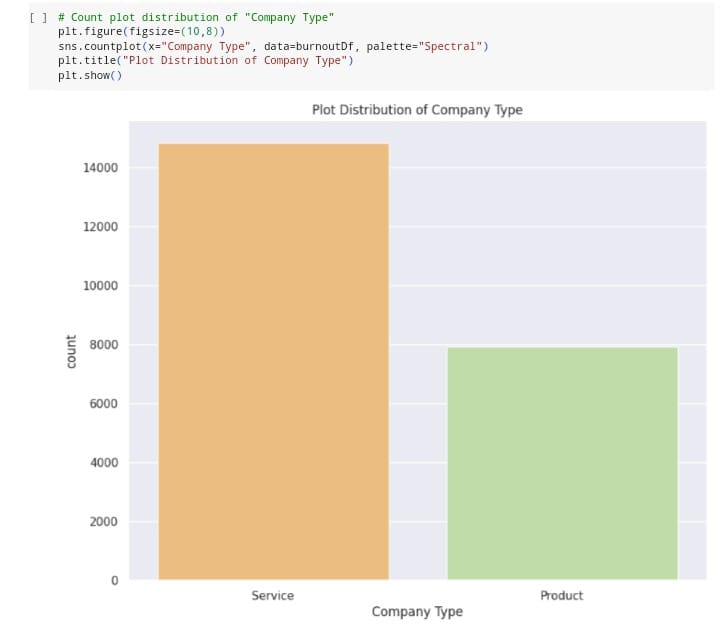 [ ] # Count plot distribution of "Company Type"
plt.figure(figsize=(10,8))
sns.countplot(x="Company Type", data=burnoutDf, palette="Spectral")
plt.title("Plot Distribution of Company Type")
plt.show()
Plot Distribution of Company Type
14000
12000
10000
8000
6000
4000
2000
0
count
Service
Product
Company Type